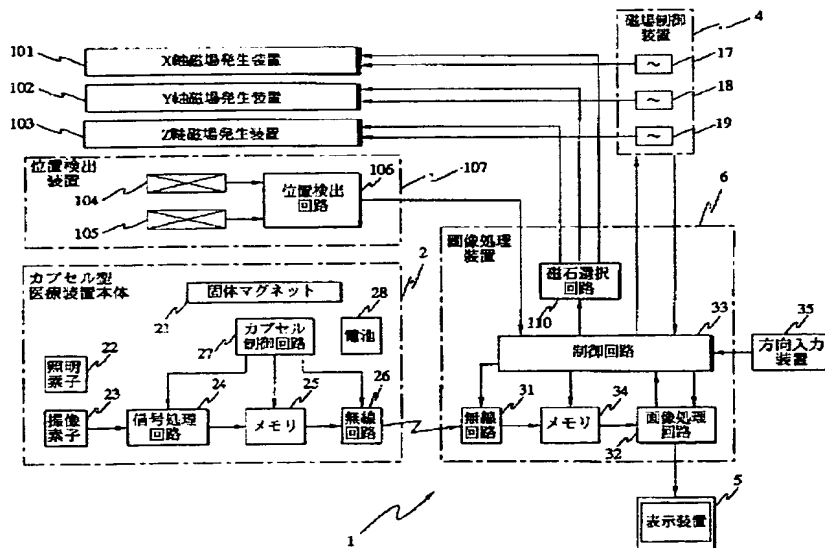 磁場制御
装置
4
101
X軸磁場発生装置
17
102
Y軸磁場発生装置
18
103
Z軸磁場発生装置
19
位置検出
装置
104
105
位置検出
回路
106
107
6
画像処理
装置
カプセル型
医療装置本体
2
固体マグネット
21
28
電池
磁石選択
回路
110
33
35
カプセル
制御回路
27
制御回路
方向入力
装置
22
照明
素子
23
撮像
素子
24
信号処理
回路
25
メモリ
26
無線
回路
31
無線
回路
34
メモリ
画像処理
回路
32
1
5
表示装置